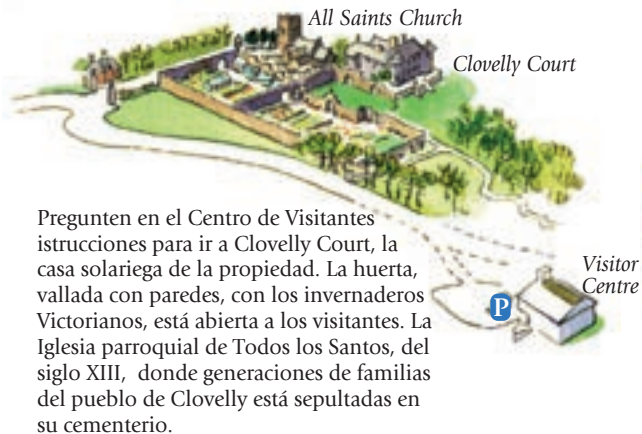 All Saints Church
Clovelly Court
Pregunten en el Centro de Visitantes
istrucciones para ir a Clovelly Court, la
casa solariega de la propiedad. La huerta,
vallada con paredes, con los invernaderos
Victorianos, está abierta a los visitantes. La
Iglesia parroquial de Todos los Santos, del
siglo XIII, donde generaciones de familias
del pueblo de Clovelly está sepultadas en
su cementerio.
Visitor
Centre
P